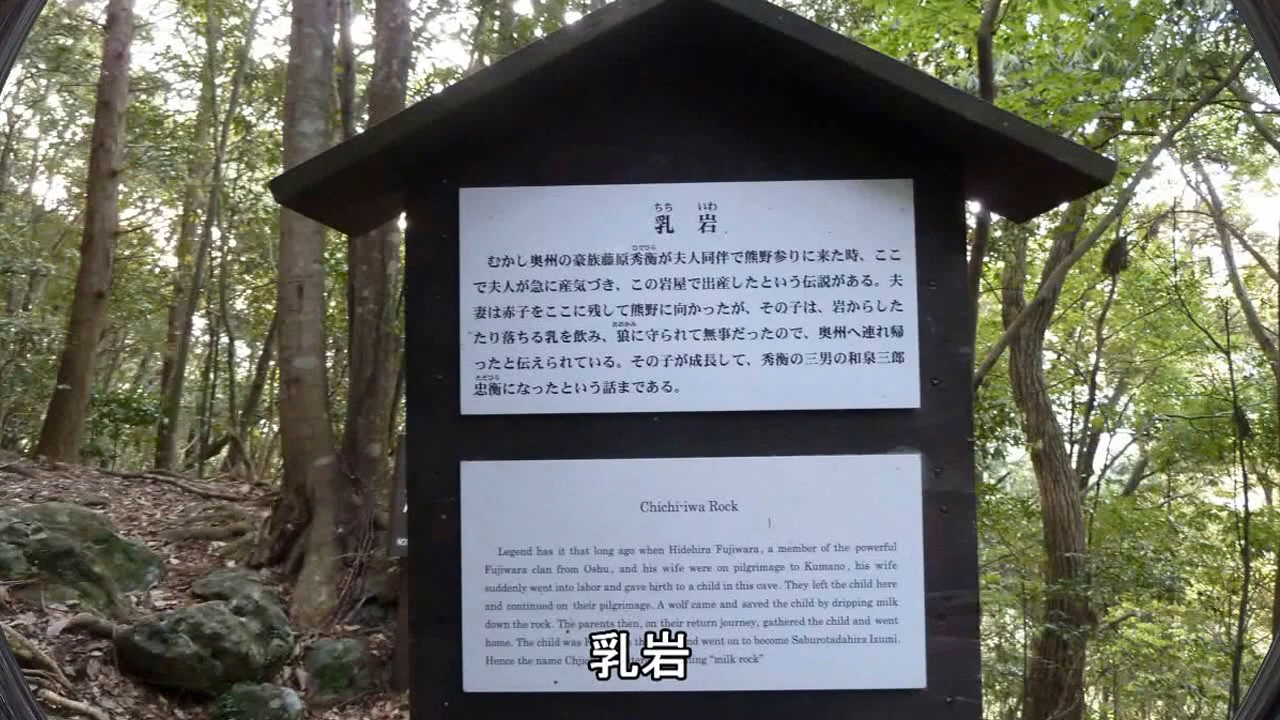 ちち いわ
乳 岩
ひでひら
むかし奥州の豪族藤原秀衡が夫人同伴で熊野参りに来た時、ここ
で夫人が急に産気づき、この岩屋で出産したという伝説がある。夫
妻は赤子をここに残して熊野に向かったが、その子は、岩からした
おおかみ
たり落ちる乳を飲み、狼に守られて無事だったので、奥州へ連れ帰
ったと伝えられている。その子が成長して、秀衡の三男の和泉三郎
ただひら
忠衡になったという話まである。
Chichi-iwa Rock
Legend has it that long ago when Hidehira Fujiwara, a member of the powerful
Fujiwara clan from Oshu, and his wife were on pilgrimage to Kumano, his wife
suddenly went into labor and gave birth to a child in this cave. They left the child here
and continued on their pilgrimage. A wolf came and saved the child by dripping milk
down the rock. The parents then, on their return journey, gathered the child and went
home. The child was and went on to become Saburotadahira Izumi.
Hence the name "milk rock"
乳岩